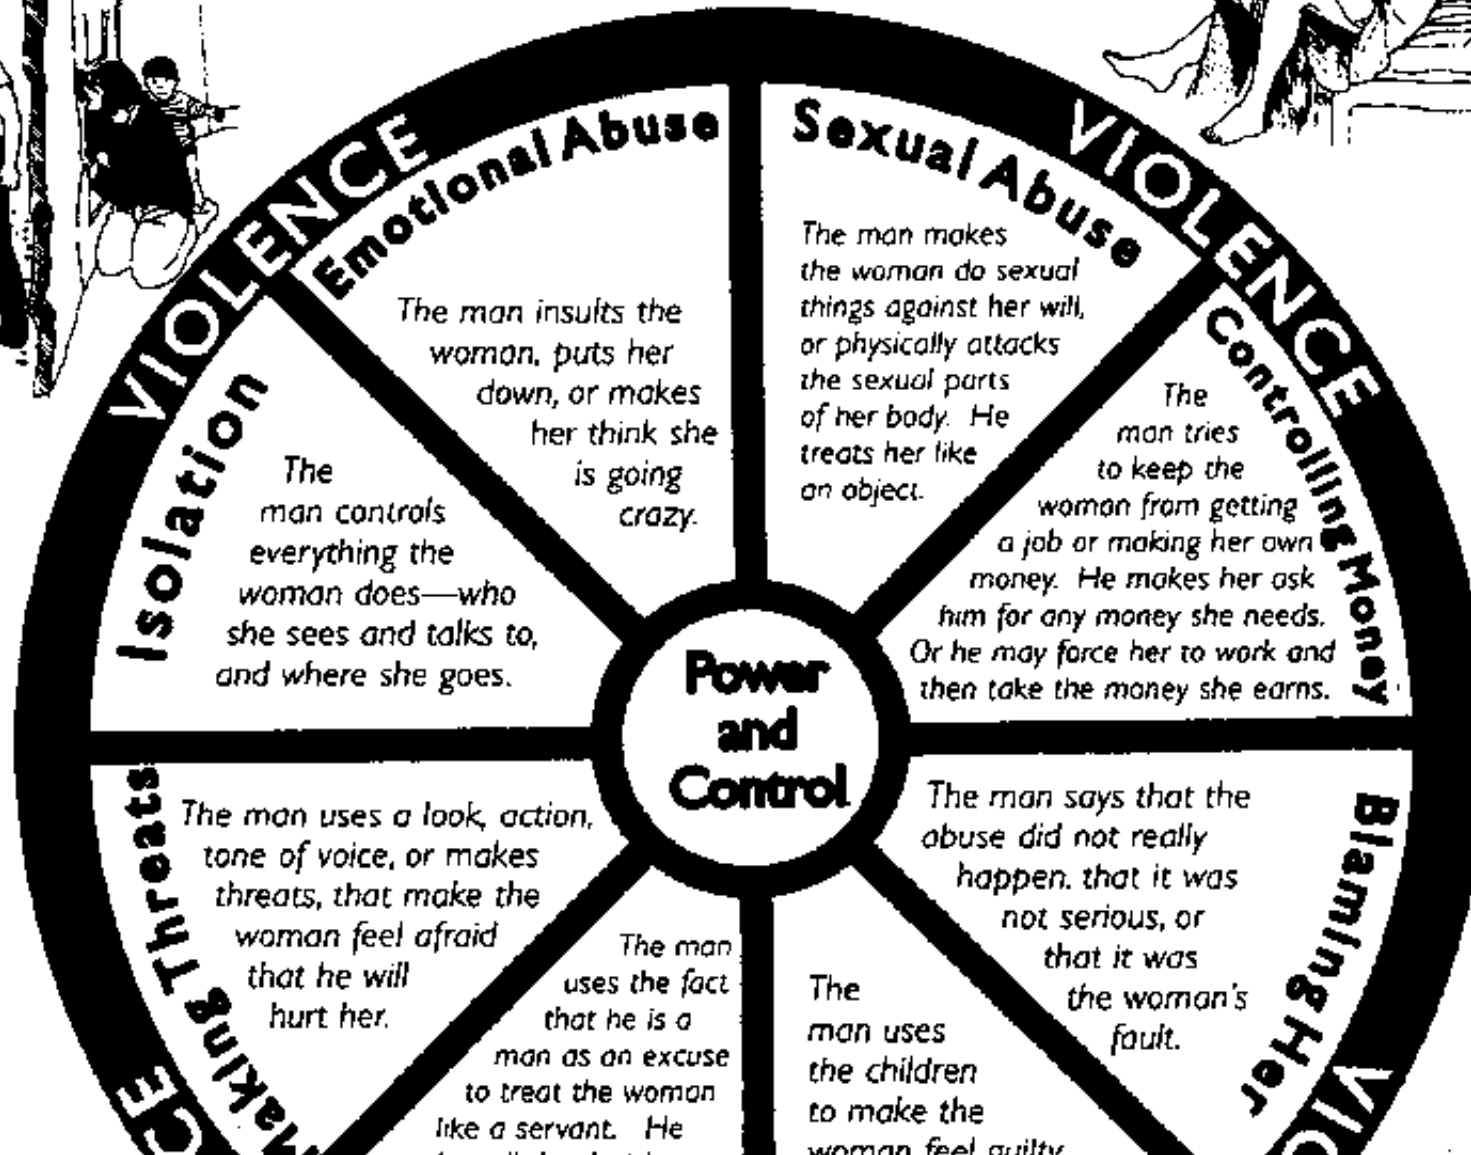 VIOLENCE
Emotional Abuse
The man insults the
woman, puts her
down, or makes
her think she
is going
crazy.
VIOLENCE
Sexual Abuse
The man makes
the woman do sexual
things against her will,
or physically attacks
the sexual parts
of her body. He
treats her like
an object.
Isolation
The
man controls
everything the
woman does—who
she sees and talks to,
and where she goes.
Controlling Money
The
man tries
to keep the
woman from getting
a job or making her own
money. He makes her ask
him for any money she needs.
Or he may force her to work and
then take the money she earns.
Power
and
Control
Making Threats
The man uses a look, action,
tone of voice, or makes
threats, that make the
woman feel afraid
that he will
hurt her.
Blaming Her
The man says that the
abuse did not really
happen, that it was
not serious, or
that it was
the woman's
fault.
The man
uses the fact
that he is a
man as an excuse
to treat the woman
like a servant. He
The
man uses
the children
to make the
woman feel guilty
CE
VIO